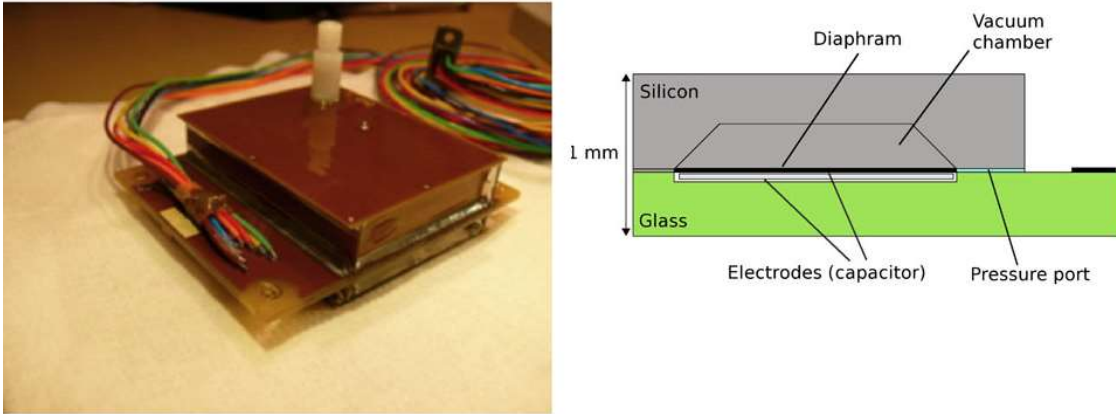 Diaphram
Vacuum
chamber
Silicon
1 mm
Glass
Electrodes (capacitor)
Pressure port